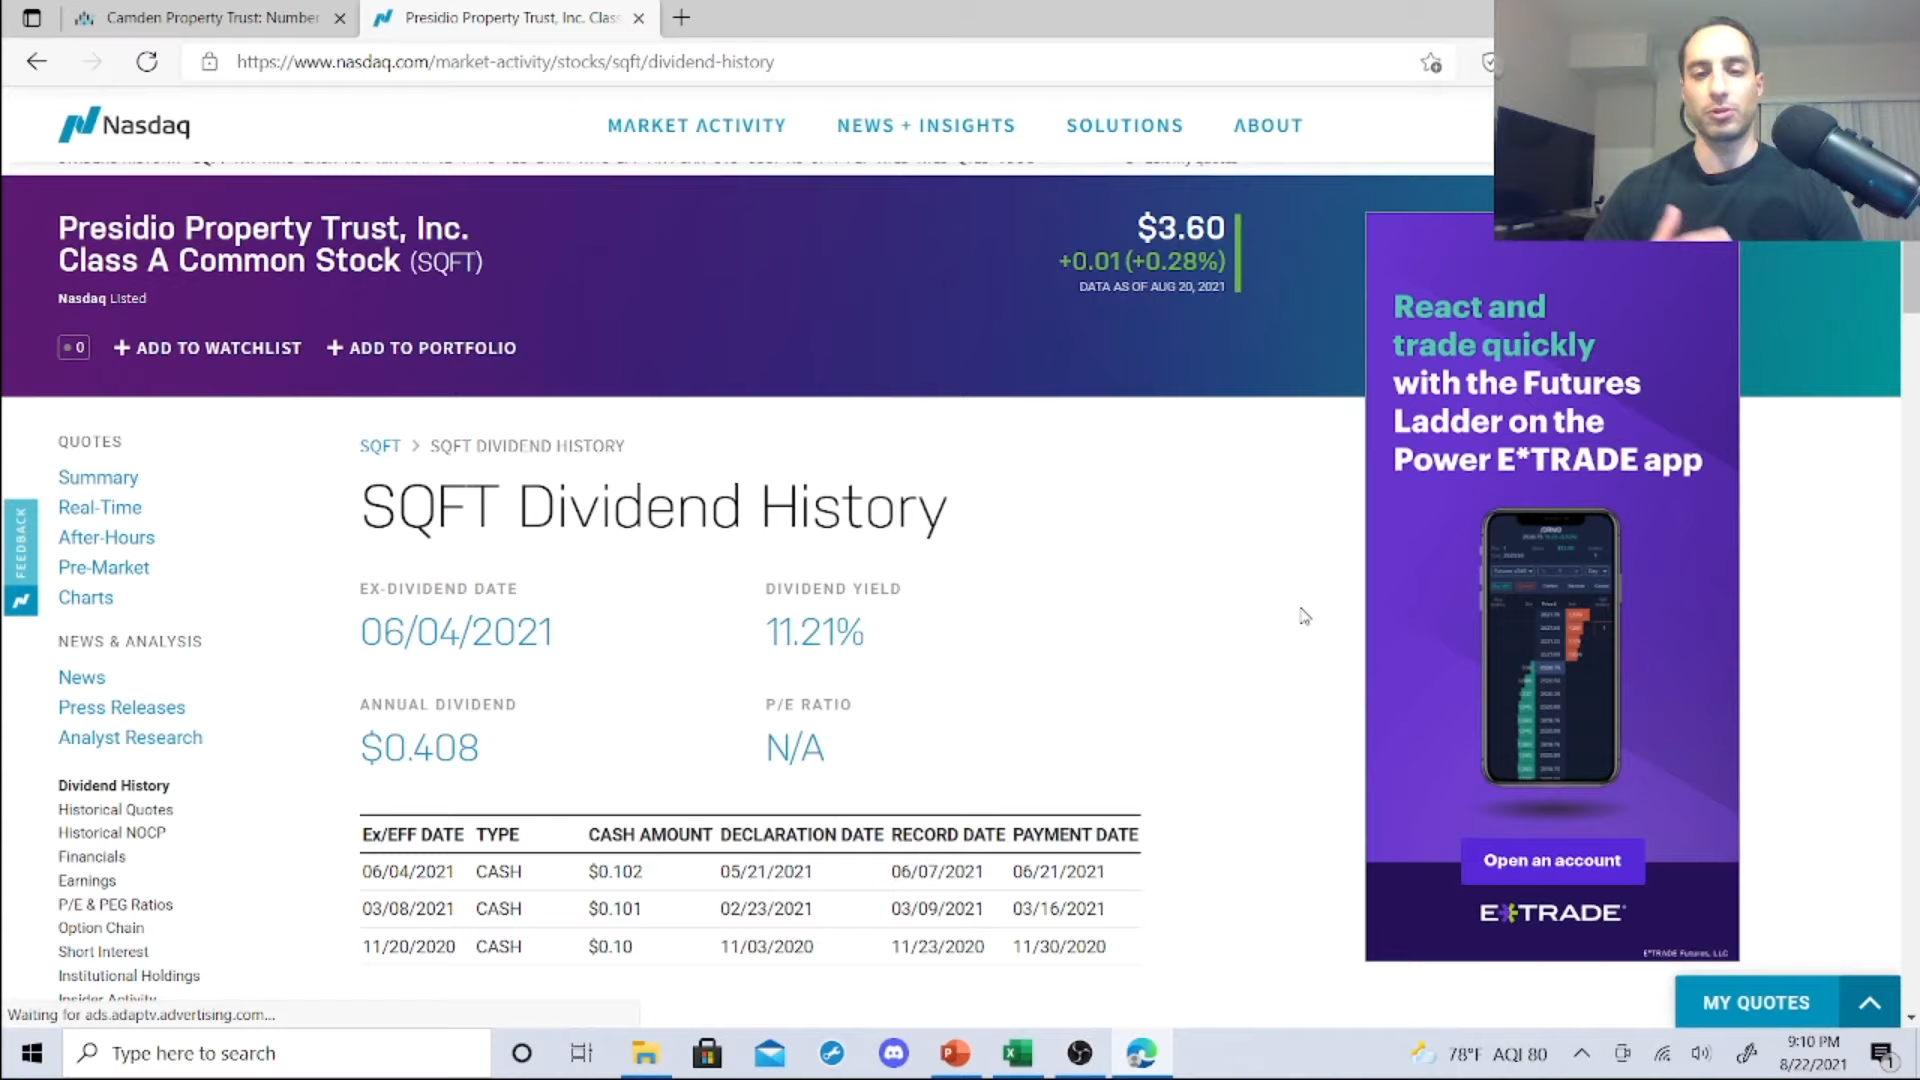 Camden Property Trust: Number
Presidio Property Trust, Inc. Class
https://www.nasdaq.com/market-activity/stocks/sqft/dividend-history
Nasdaq
MARKET ACTIVITY
NEWS + INSIGHTS
SOLUTIONS
ABOUT
Presidio Property Trust, Inc.
Class A Common Stock (SQFT)
Nasdaq Listed
0
+ ADD TO WATCHLIST
+ ADD TO PORTFOLIO
$3.60
+0.01 (+0.28%)
DATA AS OF AUG 20, 2021
React and
trade quickly
with the Futures
Ladder on the
Power E*TRADE app
Open an account
E*TRADE
E*TRADE Futures, LLC
FEEDBACK
QUOTES
Summary
Real-Time
After-Hours
Pre-Market
Charts
NEWS & ANALYSIS
News
Press Releases
Analyst Research
Dividend History
Historical Quotes
Historical NOCP
Financials
Earnings
P/E & PEG Ratios
Option Chain
Short Interest
Institutional Holdings
Insider Activity
SQFT > SQFT DIVIDEND HISTORY
SQFT Dividend History
EX-DIVIDEND DATE
06/04/2021
DIVIDEND YIELD
11.21%
ANNUAL DIVIDEND
$0.408
P/E RATIO
N/A
Ex/EFF DATE TYPE CASH AMOUNT DECLARATION DATE RECORD DATE PAYMENT DATE
06/04/2021 CASH $0.102 05/21/2021 06/07/2021 06/21/2021
03/08/2021 CASH $0.101 02/23/2021 03/09/2021 03/16/2021
11/20/2020 CASH $0.10 11/03/2020 11/23/2020 11/30/2020
MY QUOTES
Waiting for ads.adaptv.advertising.com...
Type here to search
78°F AQI 80
9:10 PM
8/22/2021
1